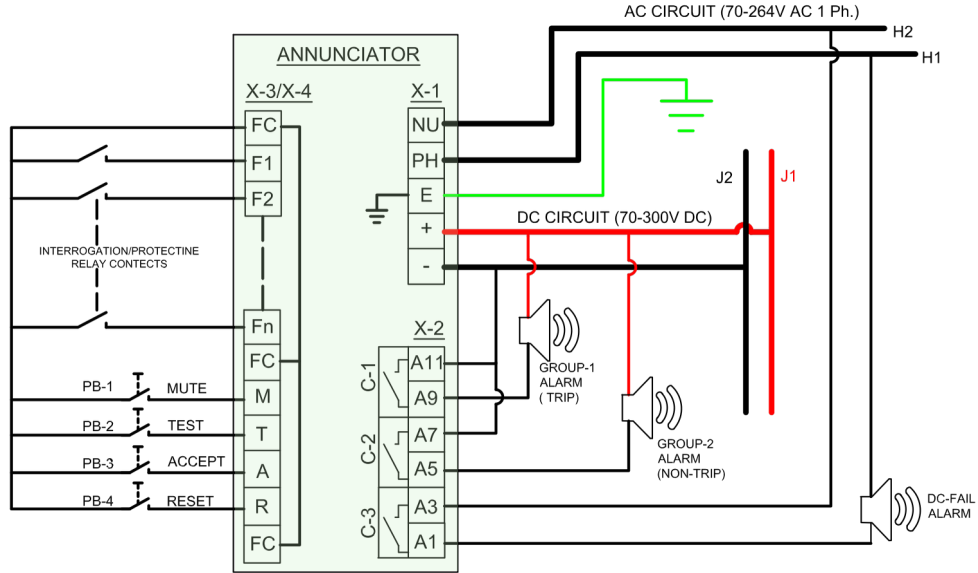 AC CIRCUIT (70-264V AC 1 Ph.)
H2
H1
ANNUNCIATOR
X-3/X-4
X-1
FC
F1
F2
Fn
FC
M
T
A
R
FC
NU
PH
E
+
-
DC CIRCUIT (70-300V DC)
J2
J1
INTERROGATION/PROTECTINE
RELAY CONTECTS
X-2
C-1
A11
A9
C-2
A7
A5
C-3
A3
A1
GROUP-1
ALARM
( TRIP)
GROUP-2
ALARM
(NON-TRIP)
DC-FAIL
ALARM
PB-1 MUTE
PB-2 TEST
PB-3 ACCEPT
PB-4 RESET